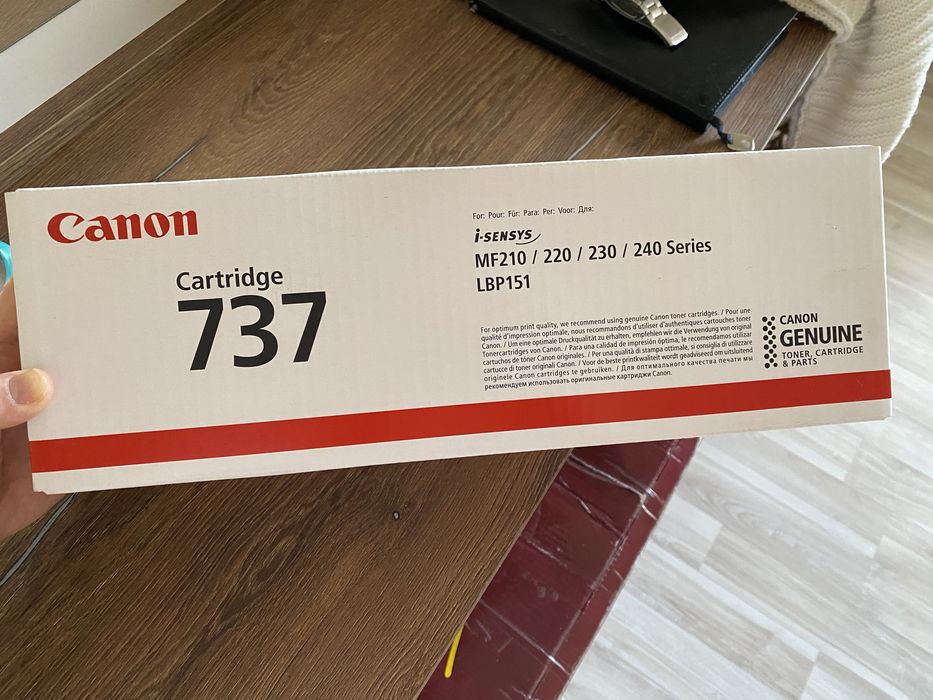 Canon
Cartridge
737
For: Pour: Für: Para: Per: Voor: Для:
i-SENSYS
MF210 / 220 / 230 / 240 Series
LBP151
For optimum print quality, we recommend using genuine Canon toner cartridges. / Pour une
qualité d'impression optimale, nous recommandons d'utiliser d'authentiques cartouches toner
Canon. / Um eine optimale Druckqualität zu erhalten, empfehlen wir die Verwendung von original
Tonercartridges von Canon. / Para una calidad de impresión óptima, le recomendamos utilizar
cartuchos de tóner Canon originales. / Per una qualità di stampa ottimale, si consiglia di utilizzare
cartucce di toner originali Canon. / Voor de beste printkwaliteit wordt geadviseerd om uitsluitend
originele Canon cartridges te gebruiken. / Для оптимального качества печати мы
рекомендуем использовать оригинальные картриджи Canon.
CANON
GENUINE
TONER, CARTRIDGE
& PARTS